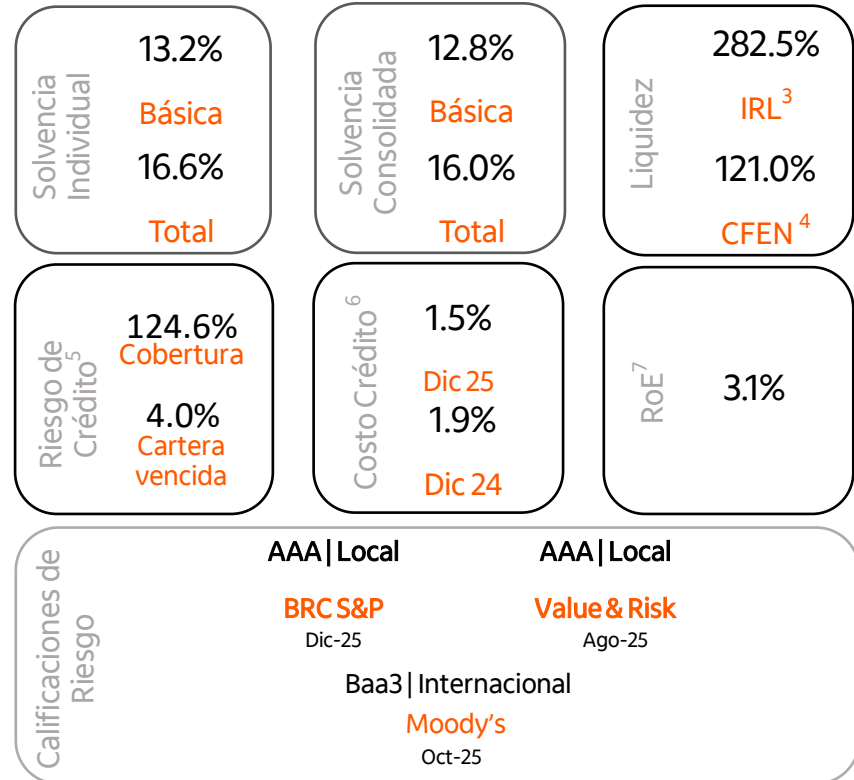 Solvencia
Individual
13.2%
Básica
16.6%
Total
Solvencia
Consolidada
12.8%
Básica
16.0%
Total
Liquidez
282.5%
IRL³
121.0%
CFEN ⁴
Riesgo de
Crédito⁵
124.6%
Cobertura
4.0%
Cartera
vencida
Costo Crédito⁶
1.5%
Dic 25
1.9%
Dic 24
RoE⁷
3.1%
Calificaciones de
Riesgo
AAA | Local
BRC S&P
Dic-25
AAA | Local
Value & Risk
Ago-25
Baa3 | Internacional
Moody's
Oct-25